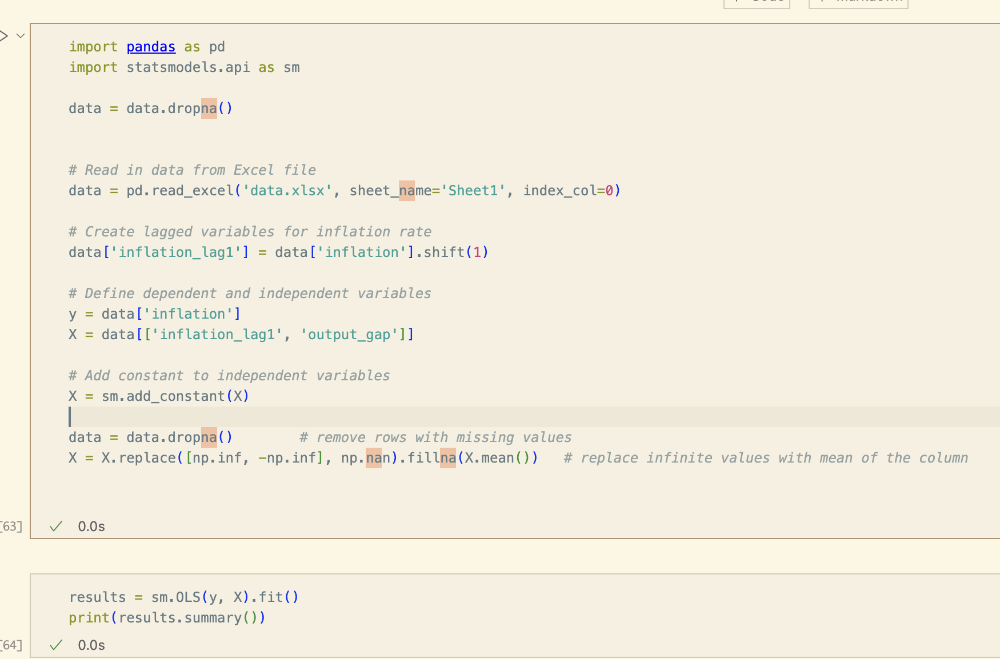 import pandas as pd
import statsmodels.api as sm
data = data.dropna()
# Read in data from Excel file
data = pd.read_excel('data.xlsx', sheet_name='Sheet1', index_col=0)
# Create lagged variables for inflation rate
data['inflation_lag1'] = data['inflation'].shift(1)
# Define dependent and independent variables
y = data['inflation']
X = data[['inflation_lag1', 'output_gap']]
# Add constant to independent variables
X = sm.add_constant(X)
data = data.dropna()        # remove rows with missing values
X = X.replace([np.inf, -np.inf], np.nan).fillna(X.mean())   # replace infinite values with mean of the column
[63] ✓ 0.0s
results = sm.OLS(y, X).fit()
print(results.summary())
[64] ✓ 0.0s